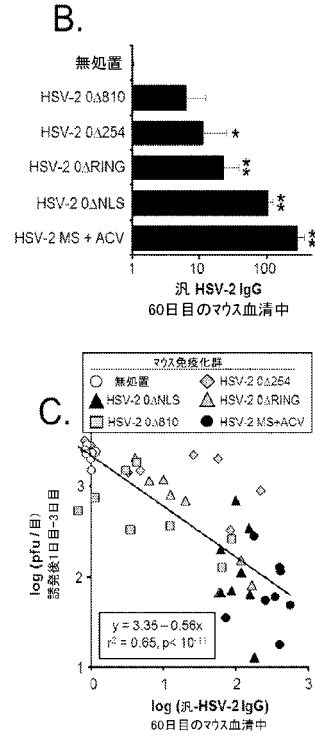 B.
無処置
HSV-2 0Δ810
HSV-2 0Δ254
*
HSV-2 0ΔRING
**
HSV-2 0ΔNLS
**
HSV-2 MS + ACV
**
1 10 100
汎 HSV-2 IgG
60日目のマウス血清中
C.
マウス免疫化群
無処置 HSV-2 0Δ254
HSV-2 0ΔNLS HSV-2 0ΔRING
HSV-2 0Δ810 HSV-2 MS+ACV
log (pfu / 目)
誘発後1日目-3日目
3
2
1
y = 3.35 – 0.56x
r² = 0.65, p< 10⁻¹¹
0 1 2 3
log (汎-HSV-2 IgG)
60日目のマウス血清中